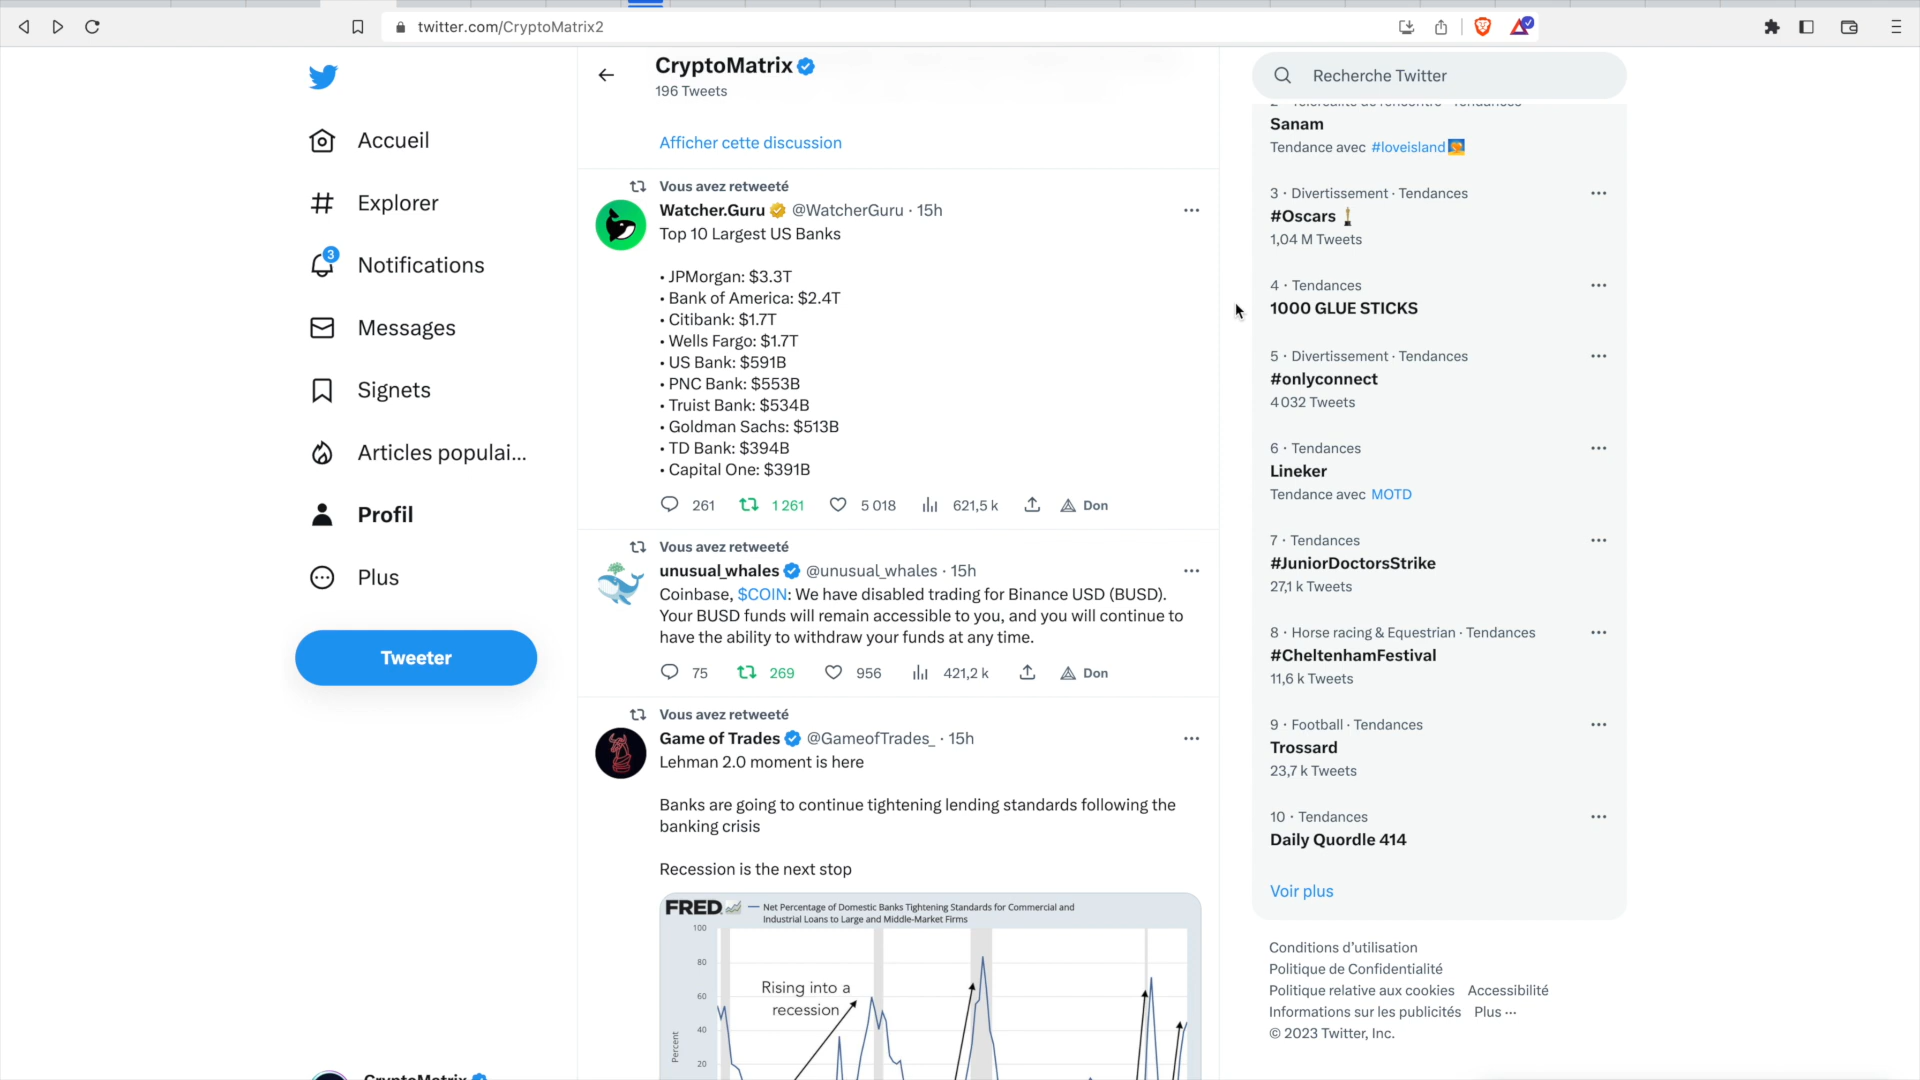 twitter.com/CryptoMatrix2
CryptoMatrix
196 Tweets
Recherche Twitter
Accueil
Explorer
3
Notifications
Messages
Signets
Articles populai...
Profil
Plus
Tweeter
CryptoMatrix
Afficher cette discussion
Vous avez retweeté
Watcher.Guru @WatcherGuru · 15h
Top 10 Largest US Banks
• JPMorgan: $3.3T
• Bank of America: $2.4T
• Citibank: $1.7T
• Wells Fargo: $1.7T
• US Bank: $591B
• PNC Bank: $553B
• Truist Bank: $534B
• Goldman Sachs: $513B
• TD Bank: $394B
• Capital One: $391B
261 1 261 5 018 621,5 k Don
Vous avez retweeté
unusual_whales @unusual_whales · 15h
Coinbase, $COIN: We have disabled trading for Binance USD (BUSD).
Your BUSD funds will remain accessible to you, and you will continue to
have the ability to withdraw your funds at any time.
75 269 956 421,2 k Don
Vous avez retweeté
Game of Trades @GameofTrades_ · 15h
Lehman 2.0 moment is here
Banks are going to continue tightening lending standards following the
banking crisis
Recession is the next stop
FRED — Net Percentage of Domestic Banks Tightening Standards for Commercial and
Industrial Loans to Large and Middle-Market Firms
100
80
60
40
20
Percent
Rising into a
recession
Sanam
Tendance avec #loveisland
3 · Divertissement · Tendances
#Oscars
1,04 M Tweets
4 · Tendances
1000 GLUE STICKS
5 · Divertissement · Tendances
#onlyconnect
4 032 Tweets
6 · Tendances
Lineker
Tendance avec MOTD
7 · Tendances
#JuniorDoctorsStrike
27,1 k Tweets
8 · Horse racing & Equestrian · Tendances
#CheltenhamFestival
11,6 k Tweets
9 · Football · Tendances
Trossard
23,7 k Tweets
10 · Tendances
Daily Quordle 414
Voir plus
Conditions d'utilisation
Politique de Confidentialité
Politique relative aux cookies Accessibilité
Informations sur les publicités Plus ···
© 2023 Twitter, Inc.